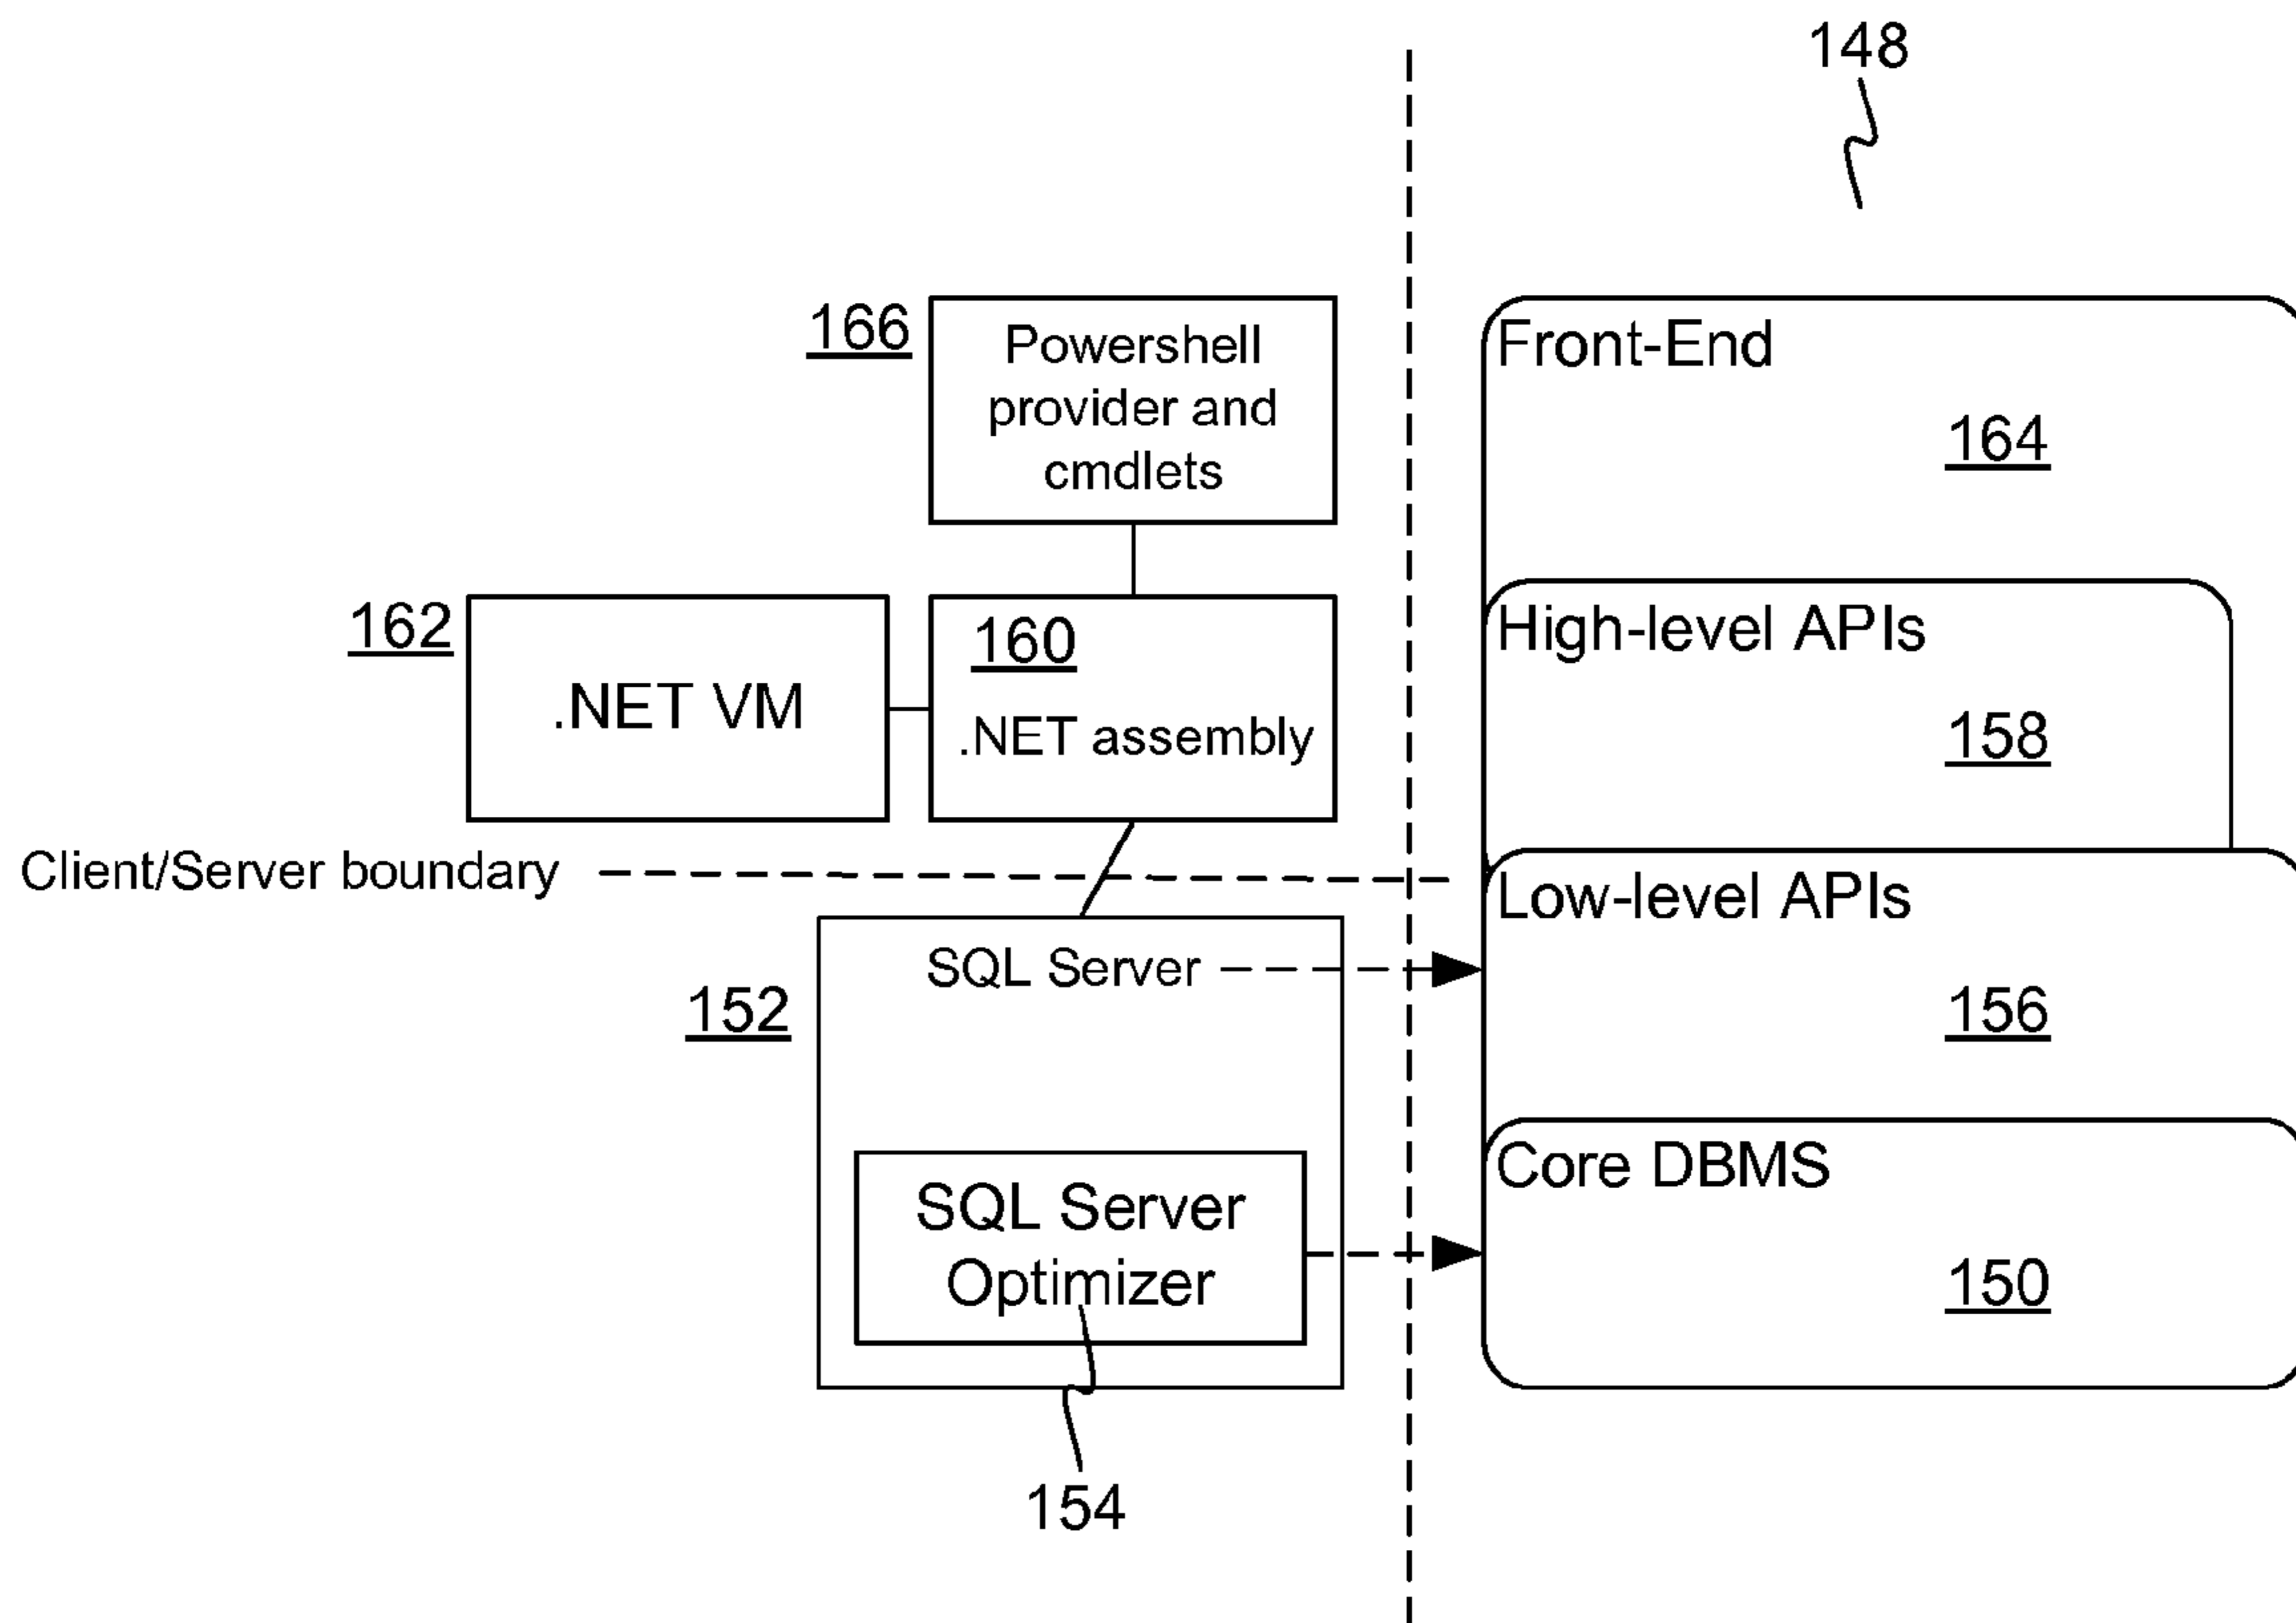 148
166
Powershell
provider and
cmdlets
Front-End
164
162
.NET VM
160
.NET assembly
High-level APIs
158
Client/Server boundary
Low-level APIs
156
SQL Server
152
SQL Server
Optimizer
154
Core DBMS
150